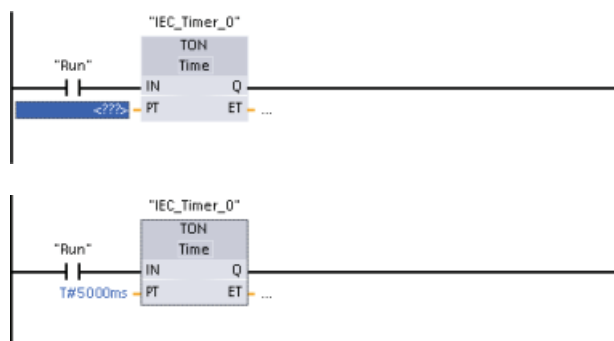 "IEC_Timer_0"
TON
Time
"Run"
IN Q
<???> PT ET ...
"IEC_Timer_0"
TON
Time
"Run"
IN Q
T#5000ms PT ET ...